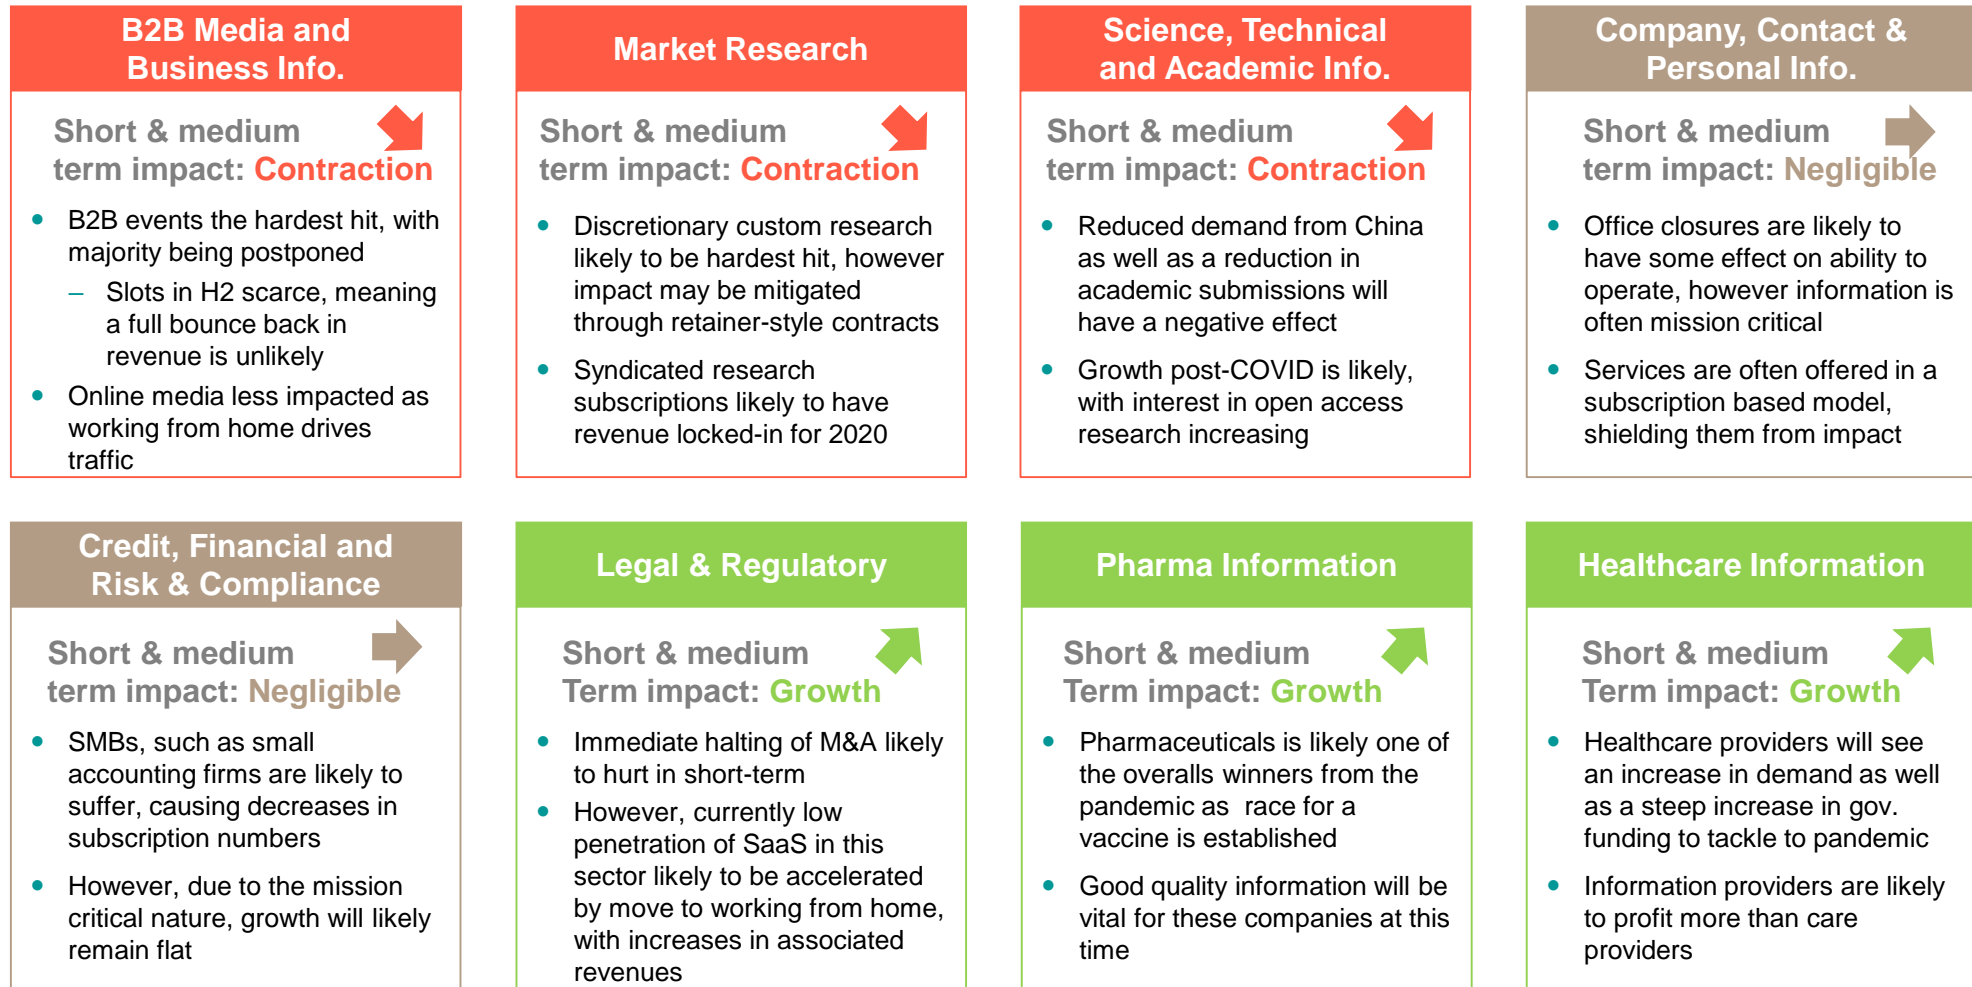 B2B Media and
Business Info.
Short & medium
term impact: Contraction
• B2B events the hardest hit, with
majority being postponed
– Slots in H2 scarce, meaning
a full bounce back in
revenue is unlikely
• Online media less impacted as
working from home drives
traffic
Market Research
Short & medium
term impact: Contraction
• Discretionary custom research
likely to be hardest hit, however
impact may be mitigated
through retainer-style contracts
• Syndicated research
subscriptions likely to have
revenue locked-in for 2020
Science, Technical
and Academic Info.
Short & medium
term impact: Contraction
• Reduced demand from China
as well as a reduction in
academic submissions will
have a negative effect
• Growth post-COVID is likely,
with interest in open access
research increasing
Company, Contact &
Personal Info.
Short & medium
term impact: Negligible
• Office closures are likely to
have some effect on ability to
operate, however information is
often mission critical
• Services are often offered in a
subscription based model,
shielding them from impact
Credit, Financial and
Risk & Compliance
Short & medium
term impact: Negligible
• SMBs, such as small
accounting firms are likely to
suffer, causing decreases in
subscription numbers
• However, due to the mission
critical nature, growth will likely
remain flat
Legal & Regulatory
Short & medium
Term impact: Growth
• Immediate halting of M&A likely
to hurt in short-term
• However, currently low
penetration of SaaS in this
sector likely to be accelerated
by move to working from home,
with increases in associated
revenues
Pharma Information
Short & medium
Term impact: Growth
• Pharmaceuticals is likely one of
the overalls winners from the
pandemic as race for a
vaccine is established
• Good quality information will be
vital for these companies at this
time
Healthcare Information
Short & medium
Term impact: Growth
• Healthcare providers will see
an increase in demand as well
as a steep increase in gov.
funding to tackle to pandemic
• Information providers are likely
to profit more than care
providers